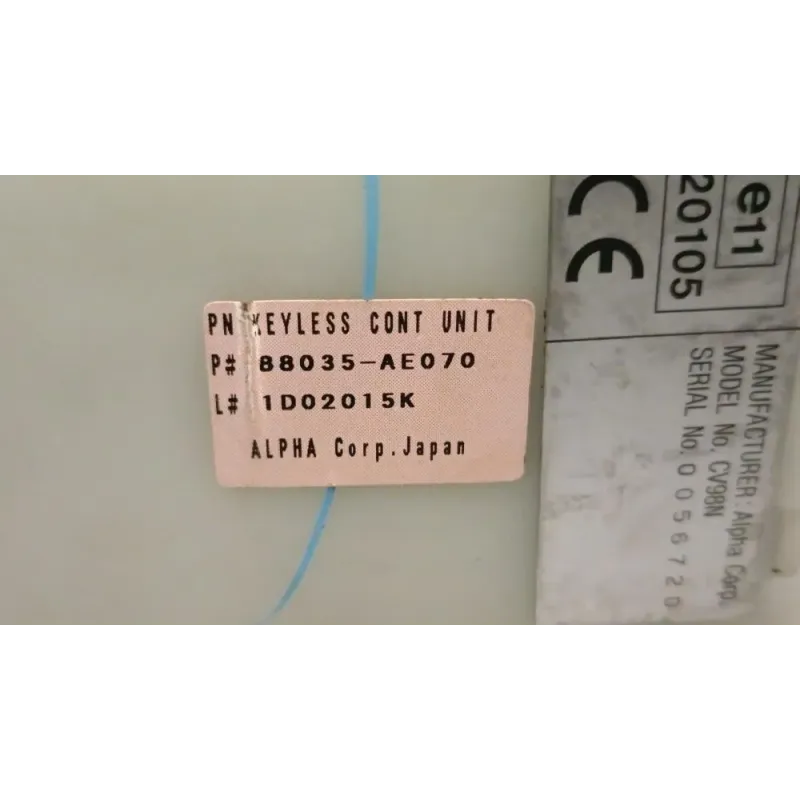 PN KEYLESS CONT UNIT
P# 88035-AE070
L# 1D02015K
ALPHA Corp.Japan
CE
e11
20105
MANUFACTURER: Alpha Corp.
MODEL No. CV98N
SERIAL No. 0056720